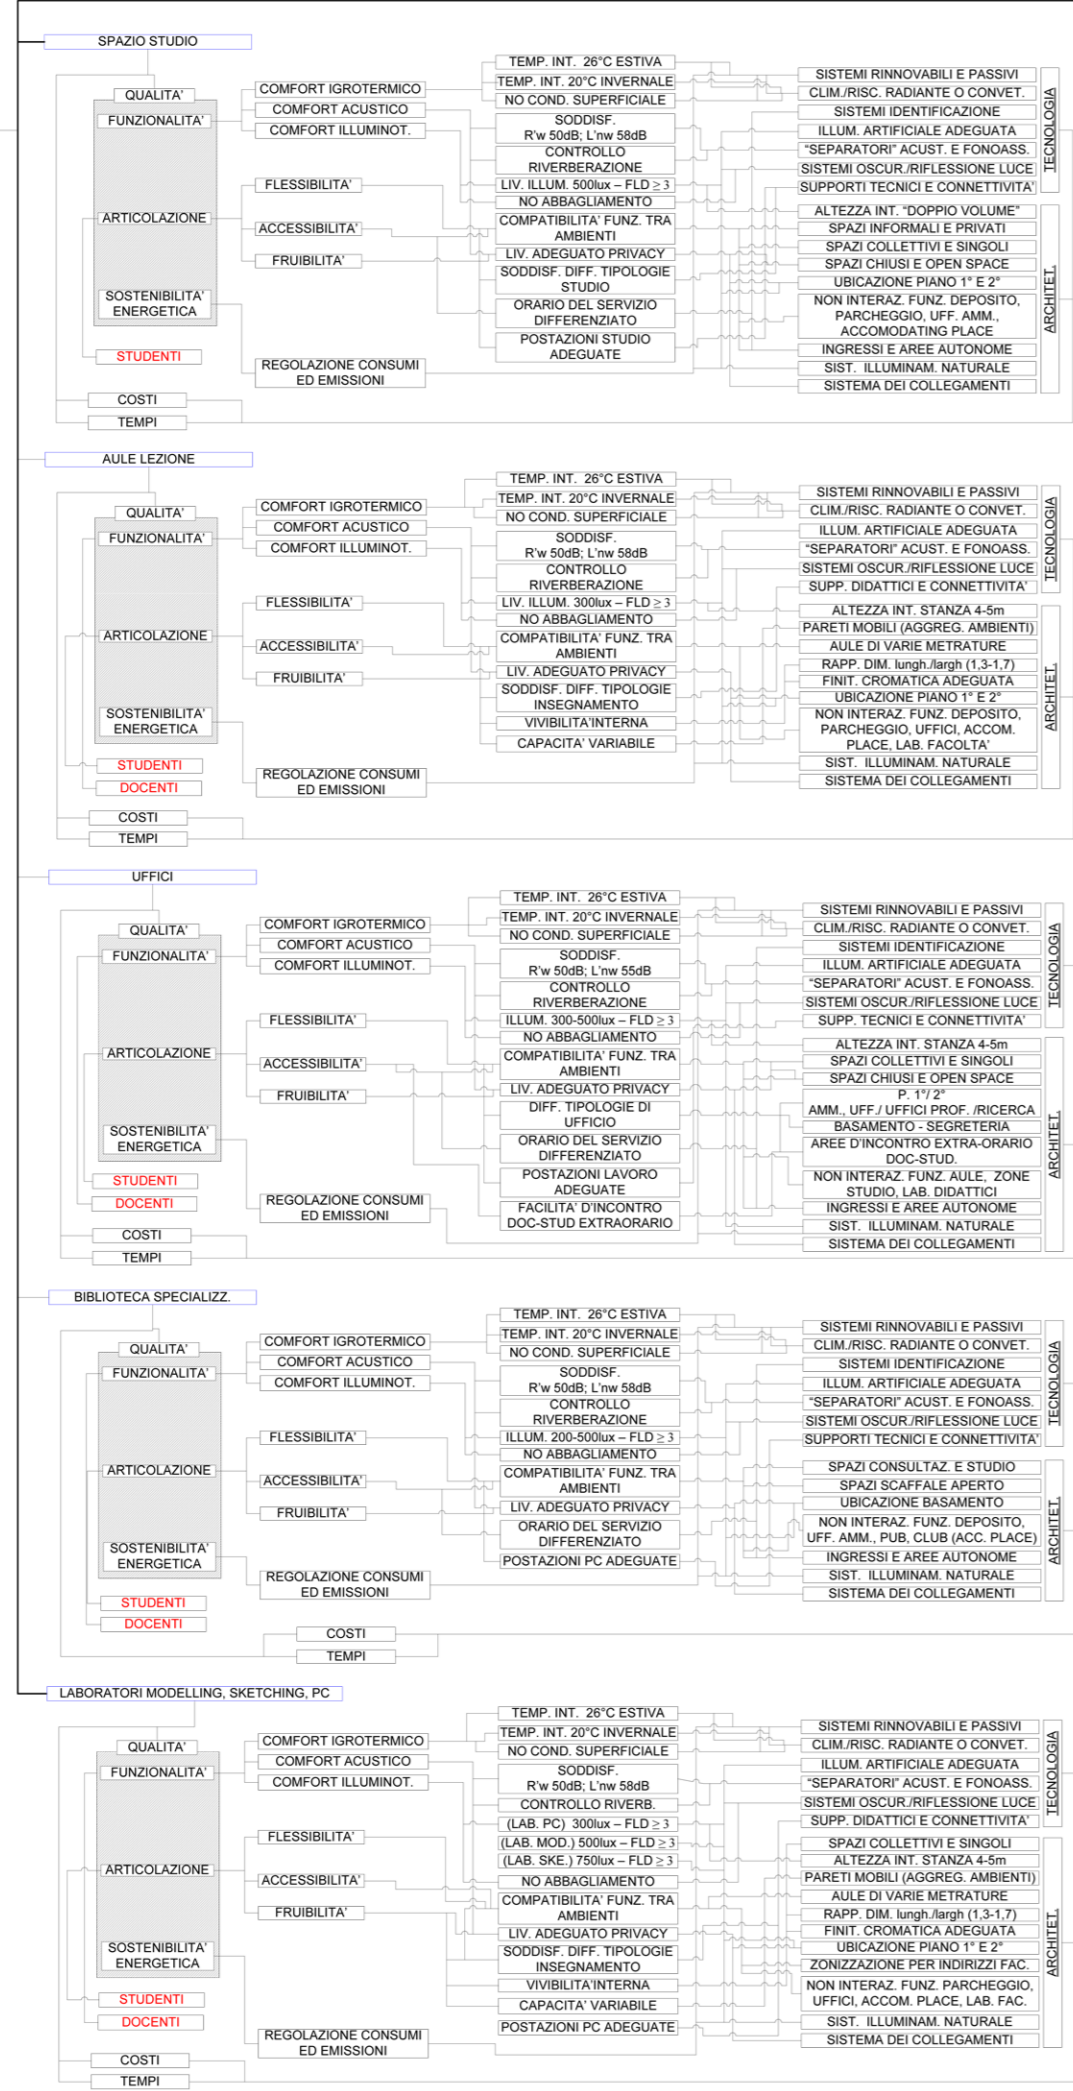 SPAZIO STUDIO
QUALITA'
FUNZIONALITA'
ARTICOLAZIONE
SOSTENIBILITA'
ENERGETICA
STUDENTI
COSTI
TEMPI
COMFORT IGROTERMICO
COMFORT ACUSTICO
COMFORT ILLUMINOT.
FLESSIBILITA'
ACCESSIBILITA'
FRUIBILITA'
REGOLAZIONE CONSUMI
ED EMISSIONI
TEMP. INT. 26°C ESTIVA
TEMP. INT. 20°C INVERNALE
NO COND. SUPERFICIALE
SODDISF.
R'w 50dB; L'nw 58dB
CONTROLLO
RIVERBERAZIONE
LIV. ILLUM. 500lux – FLD ≥ 3
NO ABBAGLIAMENTO
COMPATIBILITA' FUNZ. TRA
AMBIENTI
LIV. ADEGUATO PRIVACY
SODDISF. DIFF. TIPOLOGIE
STUDIO
ORARIO DEL SERVIZIO
DIFFERENZIATO
POSTAZIONI STUDIO
ADEGUATE
SISTEMI RINNOVABILI E PASSIVI
CLIM./RISC. RADIANTE O CONVET.
SISTEMI IDENTIFICAZIONE
ILLUM. ARTIFICIALE ADEGUATA
“SEPARATORI” ACUST. E FONOASS.
SISTEMI OSCUR./RIFLESSIONE LUCE
SUPPORTI TECNICI E CONNETTIVITA'
TECNOLOGIA
ALTEZZA INT. “DOPPIO VOLUME”
SPAZI INFORMALI E PRIVATI
SPAZI COLLETTIVI E SINGOLI
SPAZI CHIUSI E OPEN SPACE
UBICAZIONE PIANO 1° E 2°
NON INTERAZ. FUNZ. DEPOSITO,
PARCHEGGIO, UFF. AMM.,
ACCOMODATING PLACE
INGRESSI E AREE AUTONOME
SIST. ILLUMINAM. NATURALE
SISTEMA DEI COLLEGAMENTI
ARCHITET.
AULE LEZIONE
QUALITA'
FUNZIONALITA'
ARTICOLAZIONE
SOSTENIBILITA'
ENERGETICA
STUDENTI
DOCENTI
COSTI
TEMPI
COMFORT IGROTERMICO
COMFORT ACUSTICO
COMFORT ILLUMINOT.
FLESSIBILITA'
ACCESSIBILITA'
FRUIBILITA'
REGOLAZIONE CONSUMI
ED EMISSIONI
TEMP. INT. 26°C ESTIVA
TEMP. INT. 20°C INVERNALE
NO COND. SUPERFICIALE
SODDISF.
R'w 50dB; L'nw 58dB
CONTROLLO
RIVERBERAZIONE
LIV. ILLUM. 300lux – FLD ≥ 3
NO ABBAGLIAMENTO
COMPATIBILITA' FUNZ. TRA
AMBIENTI
LIV. ADEGUATO PRIVACY
SODDISF. DIFF. TIPOLOGIE
INSEGNAMENTO
VIVIBILITA'INTERNA
CAPACITA' VARIABILE
SISTEMI RINNOVABILI E PASSIVI
CLIM./RISC. RADIANTE O CONVET.
ILLUM. ARTIFICIALE ADEGUATA
“SEPARATORI” ACUST. E FONOASS.
SISTEMI OSCUR./RIFLESSIONE LUCE
SUPP. DIDATTICI E CONNETTIVITA'
TECNOLOGIA
ALTEZZA INT. STANZA 4-5m
PARETI MOBILI (AGGREG. AMBIENTI)
AULE DI VARIE METRATURE
RAPP. DIM. lungh./largh (1,3-1,7)
FINIT. CROMATICA ADEGUATA
UBICAZIONE PIANO 1° E 2°
NON INTERAZ. FUNZ. DEPOSITO,
PARCHEGGIO, UFFICI, ACCOM.
PLACE, LAB. FACOLTA'
SIST. ILLUMINAM. NATURALE
SISTEMA DEI COLLEGAMENTI
ARCHITET.
UFFICI
QUALITA'
FUNZIONALITA'
ARTICOLAZIONE
SOSTENIBILITA'
ENERGETICA
STUDENTI
DOCENTI
COSTI
TEMPI
COMFORT IGROTERMICO
COMFORT ACUSTICO
COMFORT ILLUMINOT.
FLESSIBILITA'
ACCESSIBILITA'
FRUIBILITA'
REGOLAZIONE CONSUMI
ED EMISSIONI
TEMP. INT. 26°C ESTIVA
TEMP. INT. 20°C INVERNALE
NO COND. SUPERFICIALE
SODDISF.
R'w 50dB; L'nw 55dB
CONTROLLO
RIVERBERAZIONE
ILLUM. 300-500lux – FLD ≥ 3
NO ABBAGLIAMENTO
COMPATIBILITA' FUNZ. TRA
AMBIENTI
LIV. ADEGUATO PRIVACY
DIFF. TIPOLOGIE DI
UFFICIO
ORARIO DEL SERVIZIO
DIFFERENZIATO
POSTAZIONI LAVORO
ADEGUATE
FACILITA' D'INCONTRO
DOC-STUD EXTRAORARIO
SISTEMI RINNOVABILI E PASSIVI
CLIM./RISC. RADIANTE O CONVET.
SISTEMI IDENTIFICAZIONE
ILLUM. ARTIFICIALE ADEGUATA
“SEPARATORI” ACUST. E FONOASS.
SISTEMI OSCUR./RIFLESSIONE LUCE
SUPP. TECNICI E CONNETTIVITA'
TECNOLOGIA
ALTEZZA INT. STANZA 4-5m
SPAZI COLLETTIVI E SINGOLI
SPAZI CHIUSI E OPEN SPACE
P. 1°/ 2°
AMM., UFF./ UFFICI PROF. /RICERCA
BASAMENTO - SEGRETERIA
AREE D'INCONTRO EXTRA-ORARIO
DOC-STUD.
NON INTERAZ. FUNZ. AULE, ZONE
STUDIO, LAB. DIDATTICI
INGRESSI E AREE AUTONOME
SIST. ILLUMINAM. NATURALE
SISTEMA DEI COLLEGAMENTI
ARCHITET.
BIBLIOTECA SPECIALIZZ.
QUALITA'
FUNZIONALITA'
ARTICOLAZIONE
SOSTENIBILITA'
ENERGETICA
STUDENTI
DOCENTI
COSTI
TEMPI
COMFORT IGROTERMICO
COMFORT ACUSTICO
COMFORT ILLUMINOT.
FLESSIBILITA'
ACCESSIBILITA'
FRUIBILITA'
REGOLAZIONE CONSUMI
ED EMISSIONI
TEMP. INT. 26°C ESTIVA
TEMP. INT. 20°C INVERNALE
NO COND. SUPERFICIALE
SODDISF.
R'w 50dB; L'nw 58dB
CONTROLLO
RIVERBERAZIONE
ILLUM. 200-500lux – FLD ≥ 3
NO ABBAGLIAMENTO
COMPATIBILITA' FUNZ. TRA
AMBIENTI
LIV. ADEGUATO PRIVACY
ORARIO DEL SERVIZIO
DIFFERENZIATO
POSTAZIONI PC ADEGUATE
SISTEMI RINNOVABILI E PASSIVI
CLIM./RISC. RADIANTE O CONVET.
SISTEMI IDENTIFICAZIONE
ILLUM. ARTIFICIALE ADEGUATA
“SEPARATORI” ACUST. E FONOASS.
SISTEMI OSCUR./RIFLESSIONE LUCE
SUPPORTI TECNICI E CONNETTIVITA'
TECNOLOGIA
SPAZI CONSULTAZ. E STUDIO
SPAZI SCAFFALE APERTO
UBICAZIONE BASAMENTO
NON INTERAZ. FUNZ. DEPOSITO,
UFF. AMM., PUB, CLUB (ACC. PLACE)
INGRESSI E AREE AUTONOME
SIST. ILLUMINAM. NATURALE
SISTEMA DEI COLLEGAMENTI
ARCHITET.
LABORATORI MODELLING, SKETCHING, PC
QUALITA'
FUNZIONALITA'
ARTICOLAZIONE
SOSTENIBILITA'
ENERGETICA
STUDENTI
DOCENTI
COSTI
TEMPI
COMFORT IGROTERMICO
COMFORT ACUSTICO
COMFORT ILLUMINOT.
FLESSIBILITA'
ACCESSIBILITA'
FRUIBILITA'
REGOLAZIONE CONSUMI
ED EMISSIONI
TEMP. INT. 26°C ESTIVA
TEMP. INT. 20°C INVERNALE
NO COND. SUPERFICIALE
SODDISF.
R'w 50dB; L'nw 58dB
CONTROLLO RIVERB.
(LAB. PC) 300lux – FLD ≥ 3
(LAB. MOD.) 500lux – FLD ≥ 3
(LAB. SKE.) 750lux – FLD ≥ 3
NO ABBAGLIAMENTO
COMPATIBILITA' FUNZ. TRA
AMBIENTI
LIV. ADEGUATO PRIVACY
SODDISF. DIFF. TIPOLOGIE
INSEGNAMENTO
VIVIBILITA'INTERNA
CAPACITA' VARIABILE
POSTAZIONI PC ADEGUATE
SISTEMI RINNOVABILI E PASSIVI
CLIM./RISC. RADIANTE O CONVET.
ILLUM. ARTIFICIALE ADEGUATA
“SEPARATORI” ACUST. E FONOASS.
SISTEMI OSCUR./RIFLESSIONE LUCE
SUPP. DIDATTICI E CONNETTIVITA'
TECNOLOGIA
SPAZI COLLETTIVI E SINGOLI
ALTEZZA INT. STANZA 4-5m
PARETI MOBILI (AGGREG. AMBIENTI)
AULE DI VARIE METRATURE
RAPP. DIM. lungh./largh (1,3-1,7)
FINIT. CROMATICA ADEGUATA
UBICAZIONE PIANO 1° E 2°
ZONIZZAZIONE PER INDIRIZZI FAC.
NON INTERAZ. FUNZ. PARCHEGGIO,
UFFICI, ACCOM. PLACE, LAB. FAC.
SIST. ILLUMINAM. NATURALE
SISTEMA DEI COLLEGAMENTI
ARCHITET.